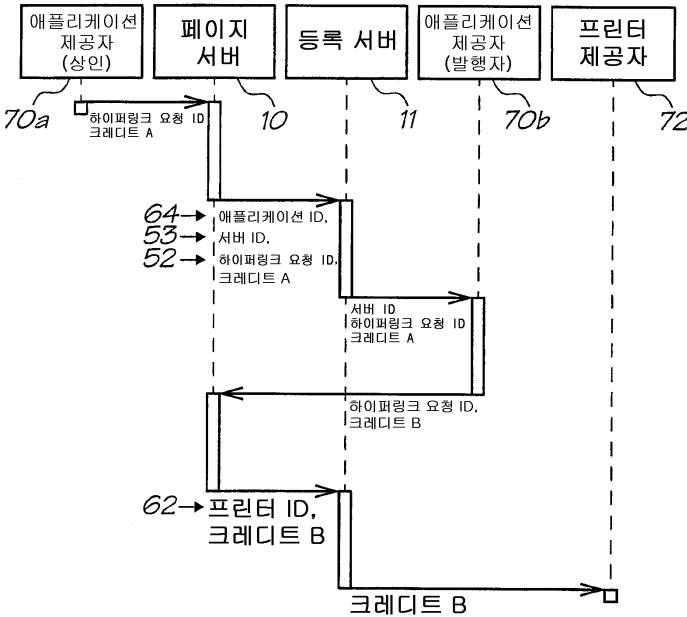 애플리케이션
제공자
(상인)
페이지
서버
등록 서버
애플리케이션
제공자
(발행자)
프린터
제공자
70a
10
11
70b
72
하이퍼링크 요청 ID
크레디트 A
64
애플리케이션 ID,
53
서버 ID,
52
하이퍼링크 요청 ID,
크레디트 A
서버 ID
하이퍼링크 요청 ID
크레디트 A
하이퍼링크 요청 ID,
크레디트 B
62
프린터 ID,
크레디트 B
크레디트 B